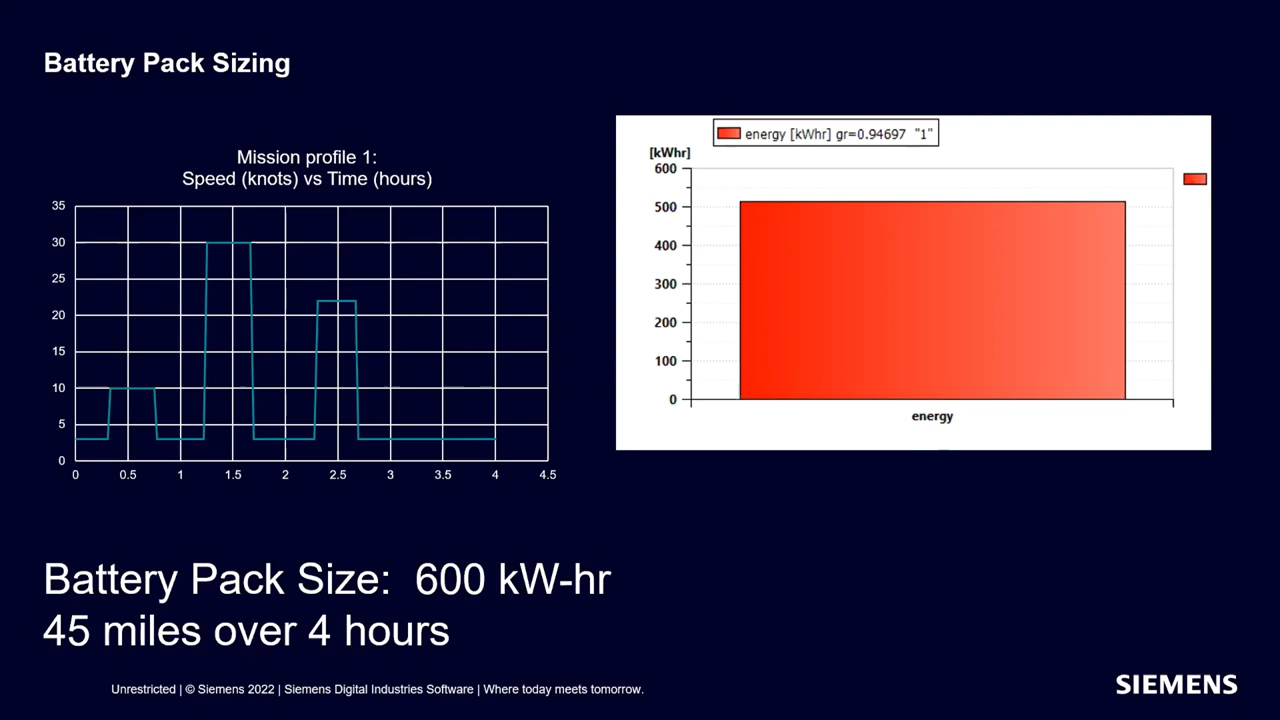 Battery Pack Sizing
Mission profile 1:
Speed (knots) vs Time (hours)
35
30
25
20
15
10
5
0
0 0.5 1 1.5 2 2.5 3 3.5 4 4.5
energy [kWhr] gr=0.94697 "1"
[kWhr]
600
500
400
300
200
100
0
energy
Battery Pack Size: 600 kW-hr
45 miles over 4 hours
Unrestricted | © Siemens 2022 | Siemens Digital Industries Software | Where today meets tomorrow.
SIEMENS